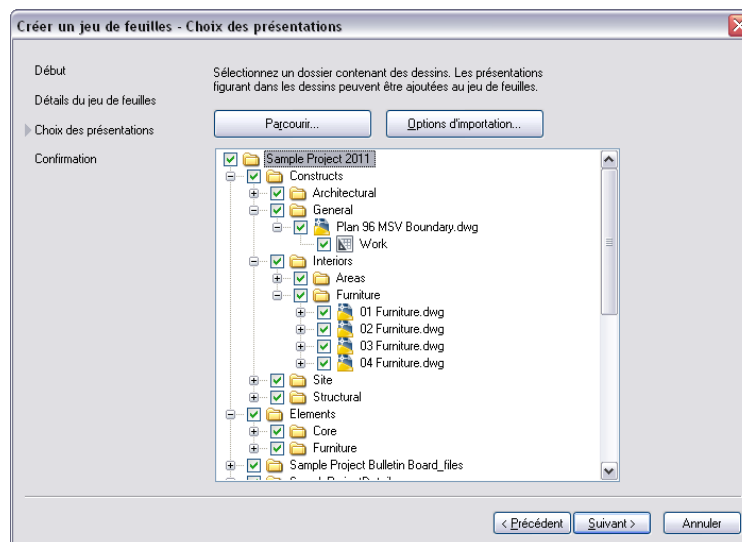 Créer un jeu de feuilles - Choix des présentations
Début
Détails du jeu de feuilles
Choix des présentations
Confirmation
Sélectionnez un dossier contenant des dessins. Les présentations
figurant dans les dessins peuvent être ajoutées au jeu de feuilles.
Parcourir...
Options d'importation...
Sample Project 2011
Constructs
Architectural
General
Plan 96 MSV Boundary.dwg
Work
Interiors
Areas
Furniture
01 Furniture.dwg
02 Furniture.dwg
03 Furniture.dwg
04 Furniture.dwg
Site
Structural
Elements
Core
Furniture
Sample Project Bulletin Board_files
< Précédent
Suivant >
Annuler